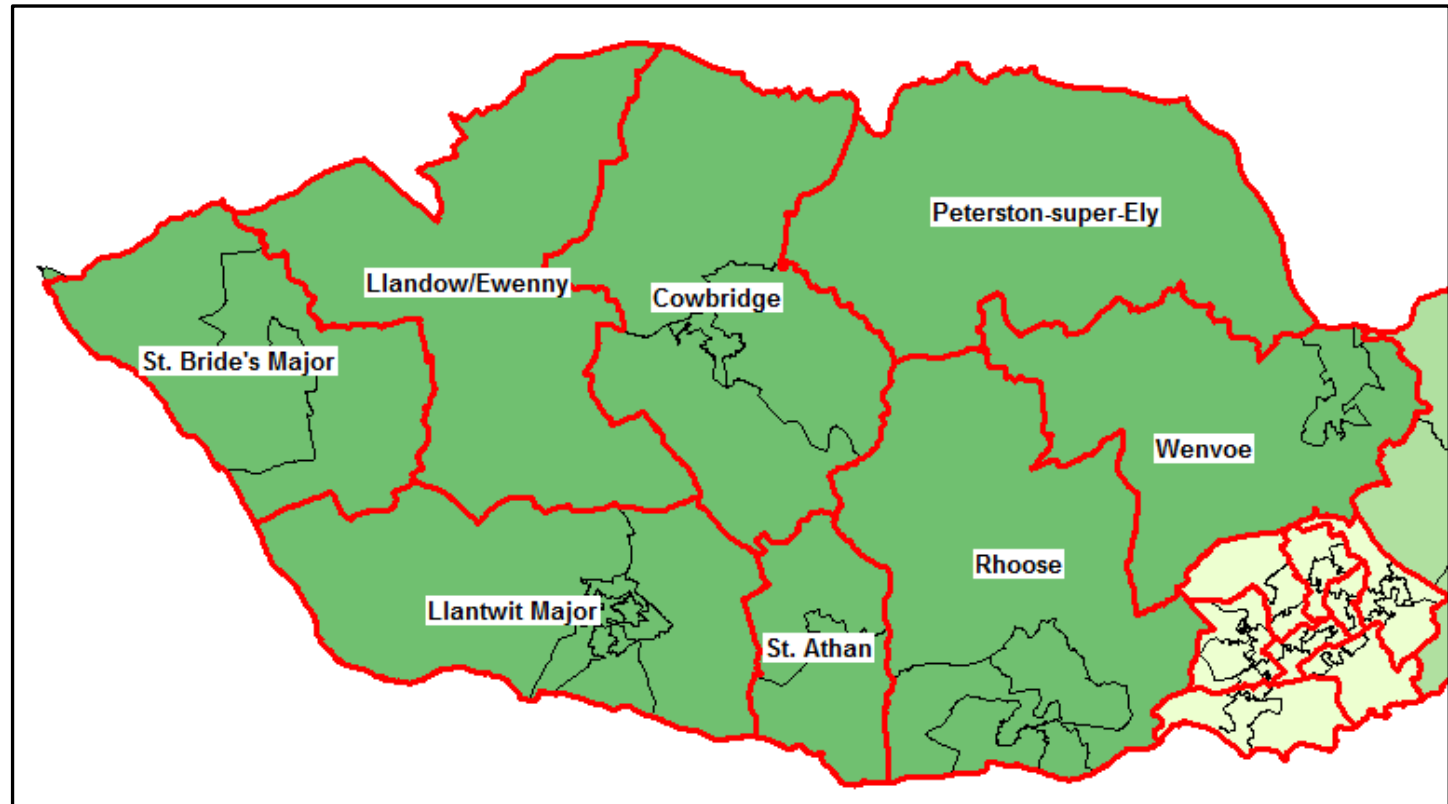 Peterston-super-Ely
Llandow/Ewenny
Cowbridge
St. Bride's Major
Wenvoe
Rhoose
Llantwit Major
St. Athan